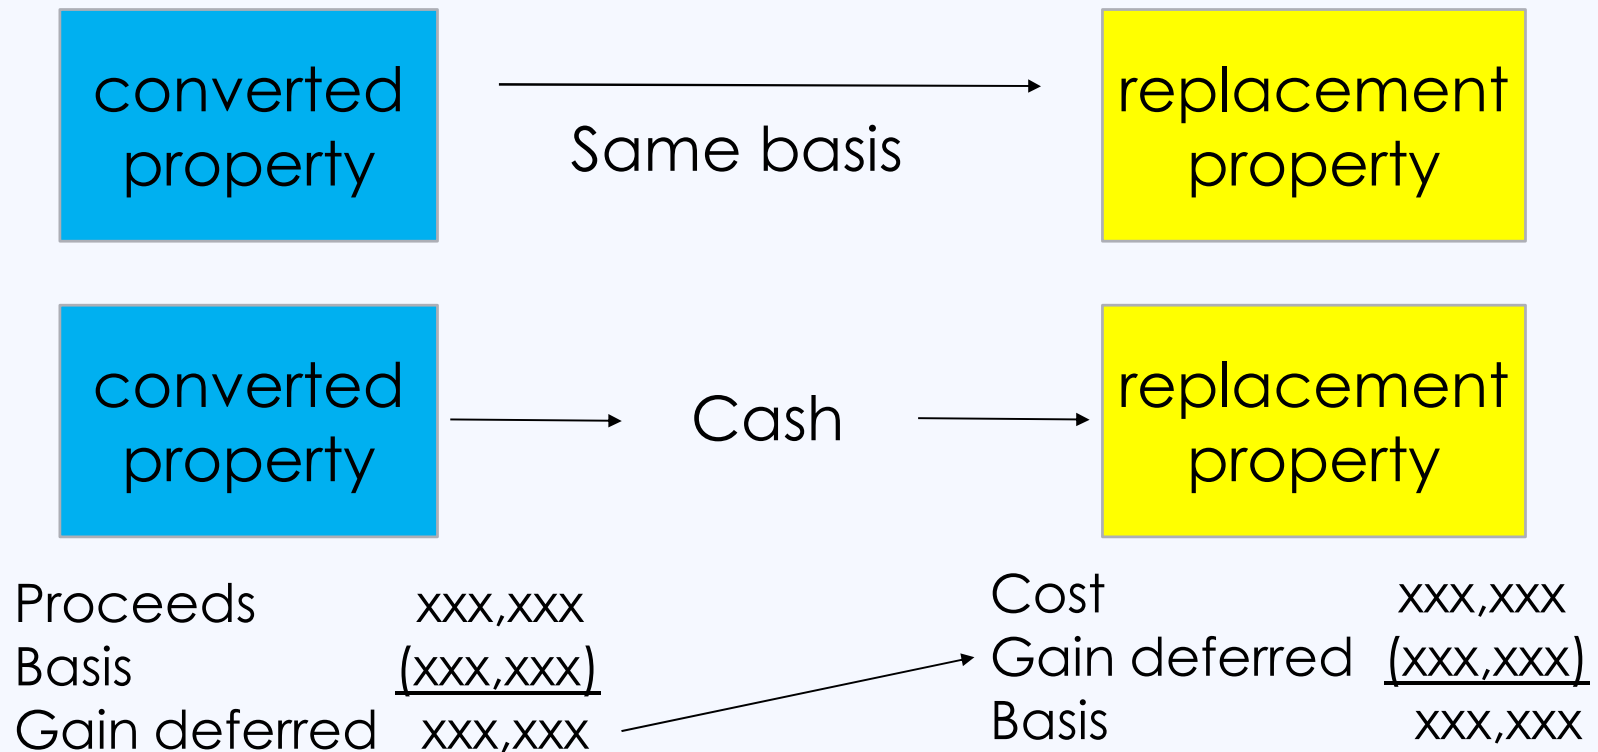 converted
property
Same basis
replacement
property
converted
property
Cash
replacement
property
Proceeds xxx,xxx
Basis (xxx,xxx)
Gain deferred xxx,xxx
Cost xxx,xxx
Gain deferred (xxx,xxx)
Basis xxx,xxx